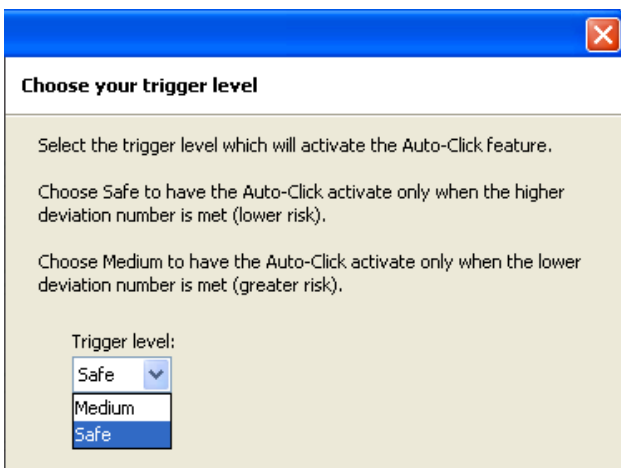 Choose your trigger level
Select the trigger level which will activate the Auto-Click feature.
Choose Safe to have the Auto-Click activate only when the higher
deviation number is met (lower risk).
Choose Medium to have the Auto-Click activate only when the lower
deviation number is met (greater risk).
Trigger level:
Safe
Medium
Safe